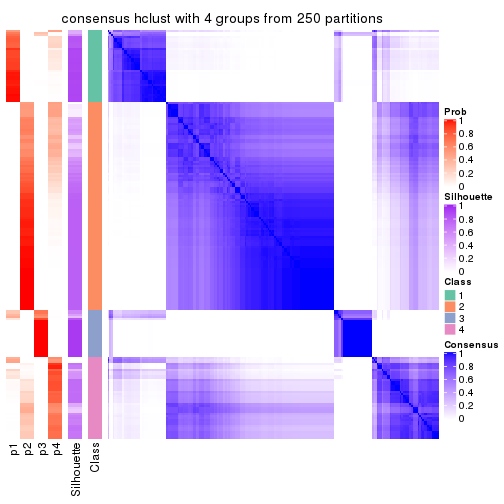 consensus hclust with 4 groups from 250 partitions
Prob
1
0.8
0.6
0.4
0.2
0
Silhouette
1
0.8
0.6
0.4
0.2
0
Class
1
2
3
4
Consensus
1
0.8
0.6
0.4
0.2
0
p1
p2
p3
p4
Silhouette
Class